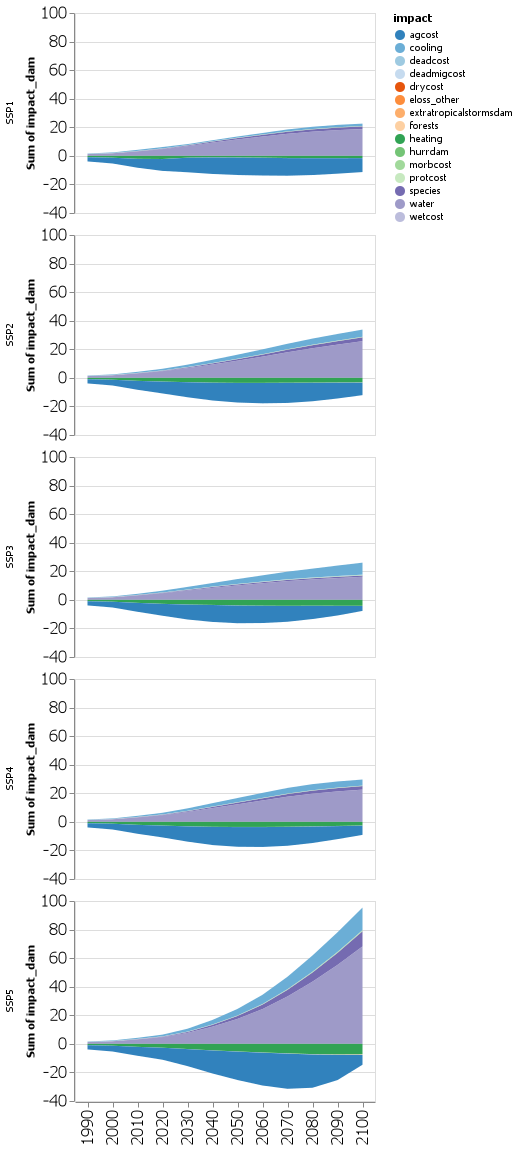 impact
agcost
cooling
deadcost
deadmigcost
drycost
eloss_other
extratropicalstormsdam
forests
heating
hurrdam
morbcost
protcost
species
water
wetcost
SSP1
Sum of impact_dam
100
80
60
40
20
0
-20
-40
SSP2
Sum of impact_dam
100
80
60
40
20
0
-20
-40
SSP3
Sum of impact_dam
100
80
60
40
20
0
-20
-40
SSP4
Sum of impact_dam
100
80
60
40
20
0
-20
-40
SSP5
Sum of impact_dam
100
80
60
40
20
0
-20
-40
1990 2000 2010 2020 2030 2040 2050 2060 2070 2080 2090 2100